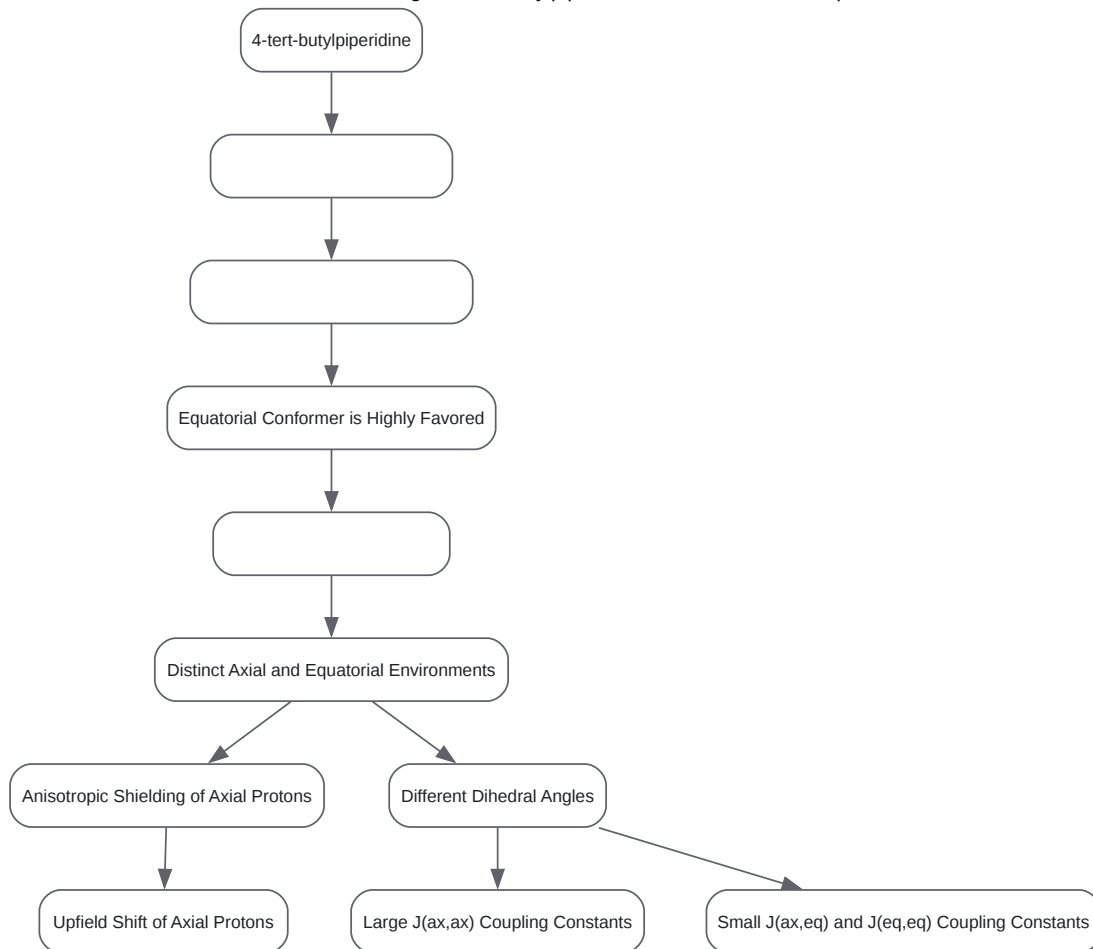 4-tert-butylpiperidine
Equatorial Conformer is Highly Favored
Distinct Axial and Equatorial Environments
Anisotropic Shielding of Axial Protons
Different Dihedral Angles
Upfield Shift of Axial Protons
Large J(ax,ax) Coupling Constants
Small J(ax,eq) and J(eq,eq) Coupling Constants